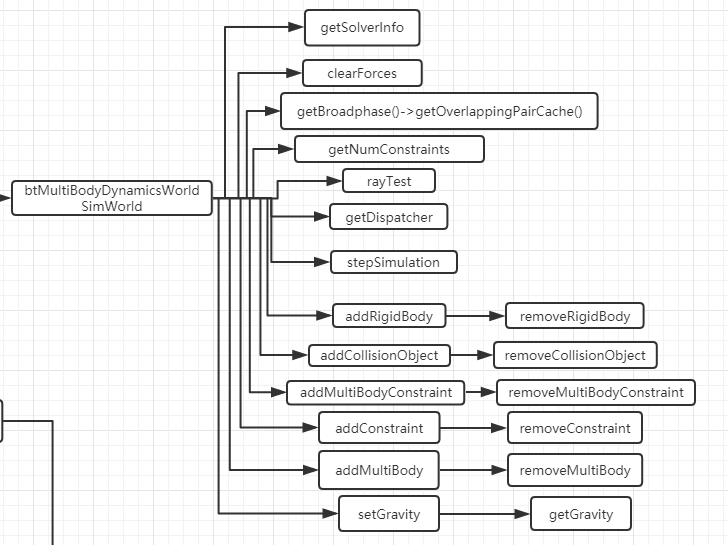 getSolverInfo
clearForces
getBroadphase()->getOverlappingPairCache()
getNumConstraints
rayTest
btMultiBodyDynamicsWorld
SimWorld
getDispatcher
stepSimulation
addRigidBody
removeRigidBody
addCollisionObject
removeCollisionObject
addMultiBodyConstraint
removeMultiBodyConstraint
addConstraint
removeConstraint
addMultiBody
removeMultiBody
setGravity
getGravity